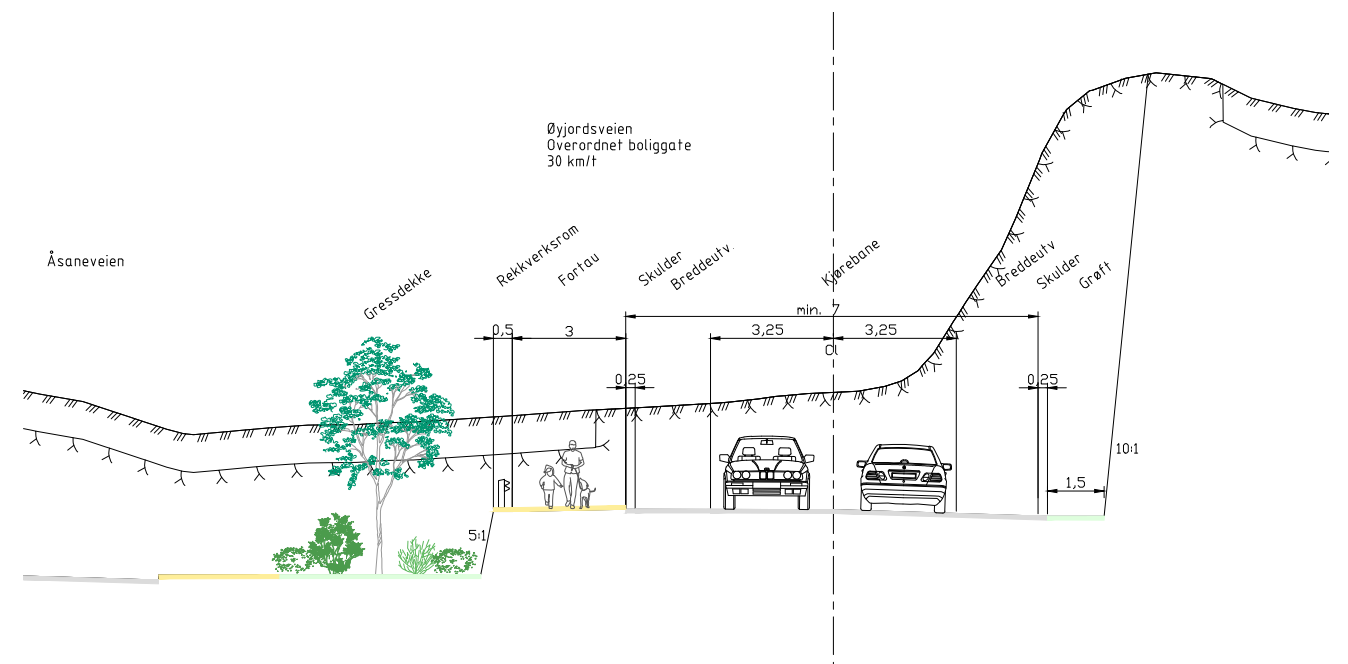 Øyjordsveien
Overordnet boliggate
30 km/t
Åsaneveien
Gressdekke
Rekkverksrom
Fortau
Skulder
Breddeutv.
Kjørebane
Breddeutv
Skulder
Grøft
min. 7
0,5
3
3,25
3,25
CL
0,25
0,25
10:1
1,5
5:1